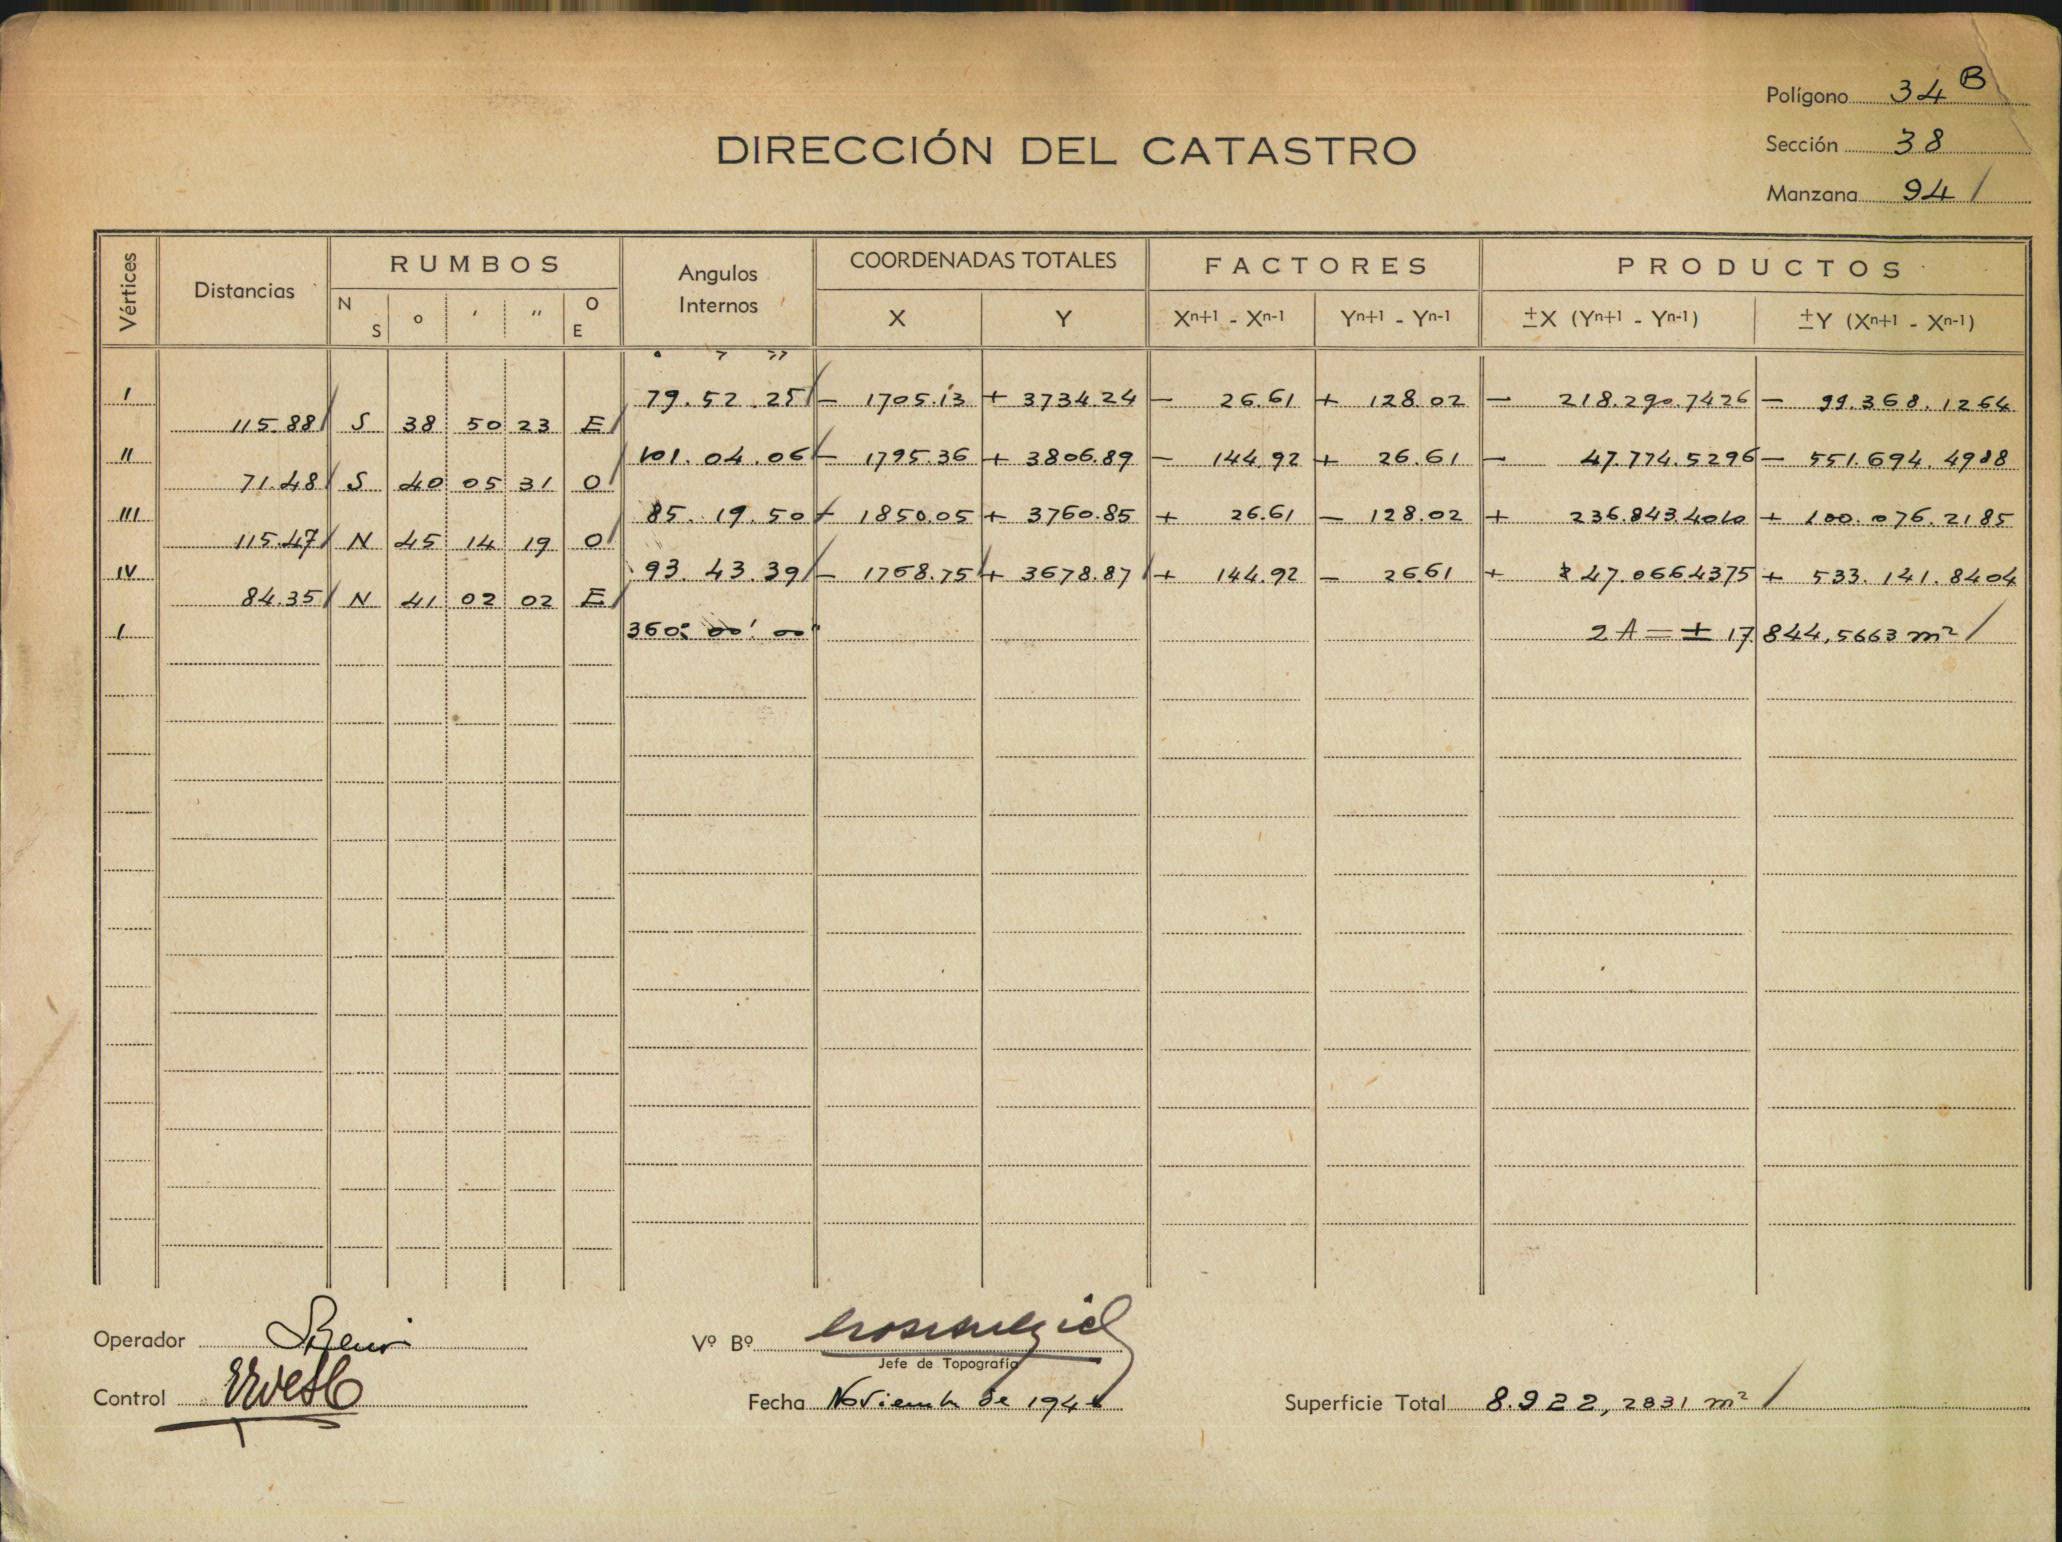 Polígono 34 B
DIRECCIÓN DEL CATASTRO
Sección 38
Manzana 94 /
Vértices Distancias RUMBOS Angulos Internos COORDENADAS TOTALES FACTORES PRODUCTOS
N S o ' " O E X Y Xn+1 - Xn-1 Yn+1 - Yn-1 ±X (Yn+1 - Yn-1) ±Y (Xn+1 - Xn-1)
I 79.52.25 - 1705.13 + 3734.24 - 26.61 + 128.02 - 218.290.7426 - 99.368.1264
115.88 S 38 50 23 E
II 101.04.06 - 1795.36 + 3806.89 - 144.92 + 26.61 - 47.774.5296 - 551.694.4988
71.48 S 40 05 31 O
III 85.19.50 - 1850.05 + 3760.85 + 26.61 - 128.02 + 236.843.4010 + 100.076.2185
115.47 N 45 14 19 O
IV 93.43.39 - 1768.75 + 3678.87 + 144.92 - 26.61 + 47.066.4375 + 533.141.8404
84.35 N 41 02 02 E
I 360° 00' 00" 2A = ± 17.844,5663 m² /
Operador
Vº Bº
Jefe de Topografía
Control
Fecha Noviembre de 194
Superficie Total 8.922,2831 m² /